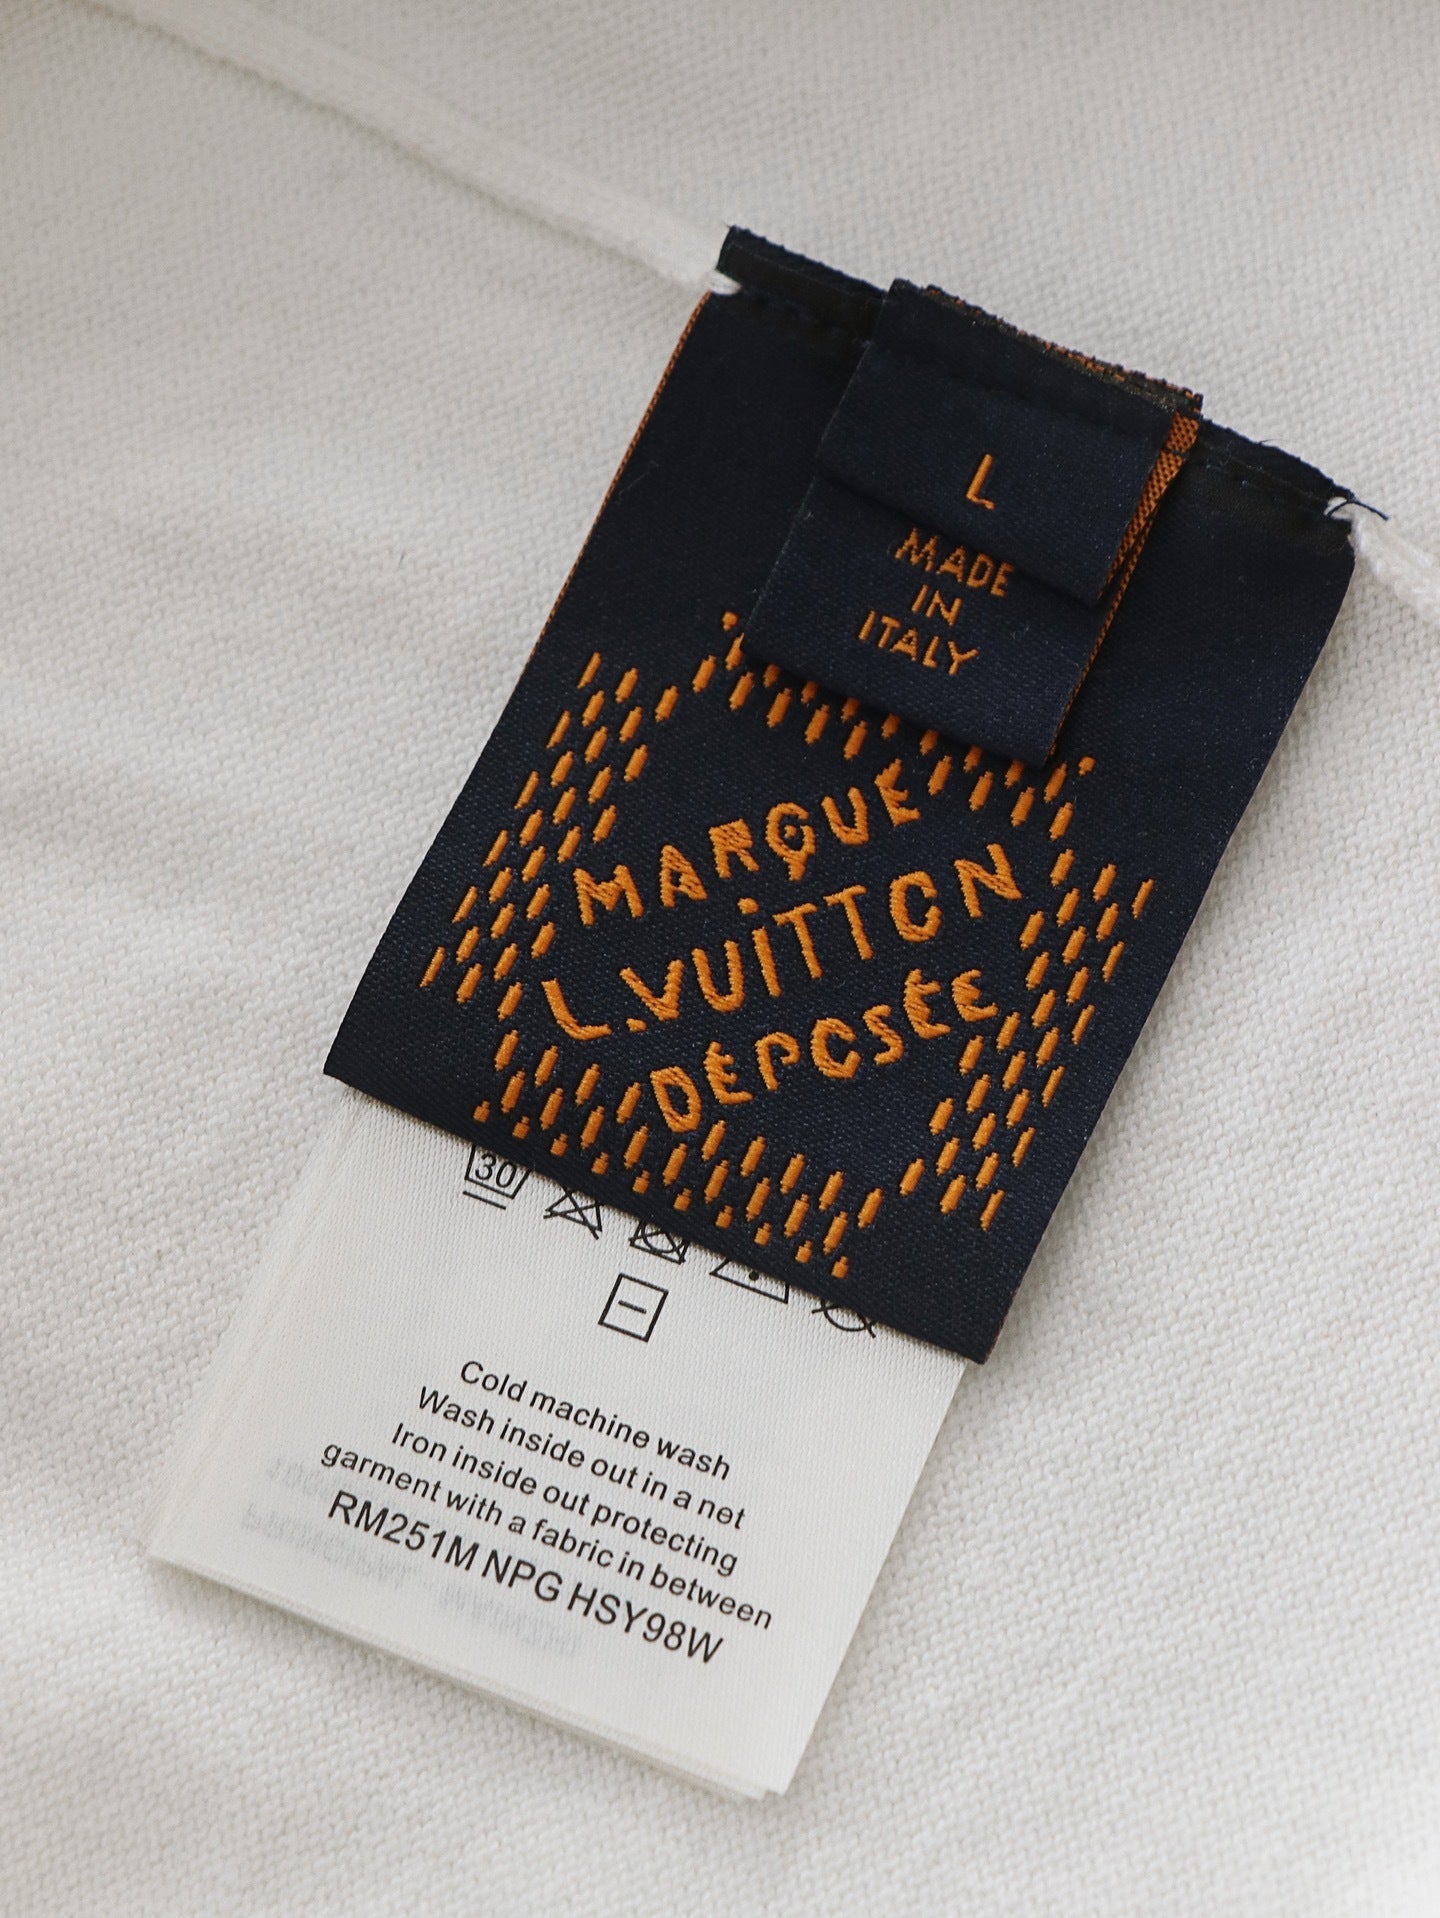 L
MADE
IN
ITALY
MARQUE
L.VUITTON
DÉPOSÉE
30
Cold machine wash
Wash inside out in a net
Iron inside out protecting
garment with a fabric in between
RM251M NPG HSY98W